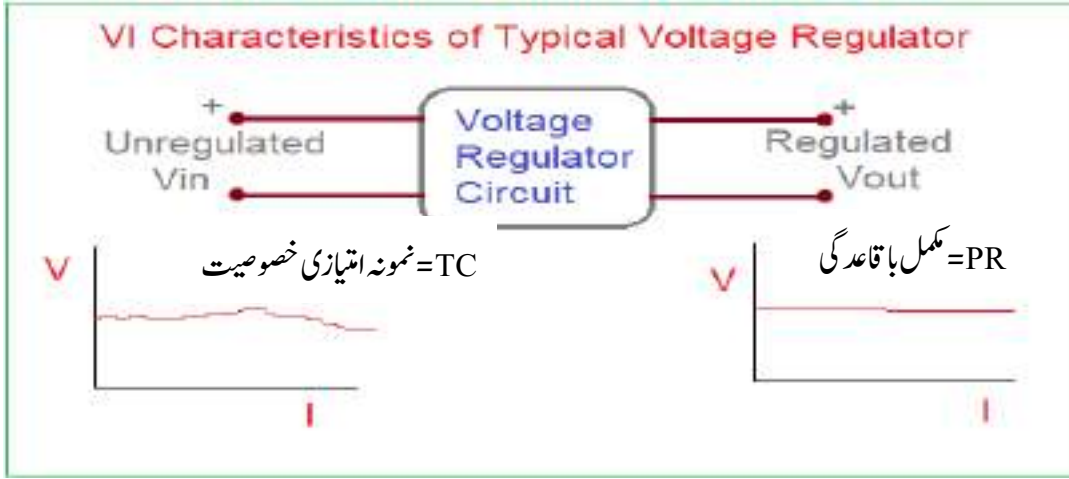 VI Characteristics of Typical Voltage Regulator
+
Unregulated
Vin
Voltage
Regulator
Circuit
+
Regulated
Vout
V
TC=نمونہ امتیازی خصوصیت
I
V
PR=مکمل باقاعدگی
I